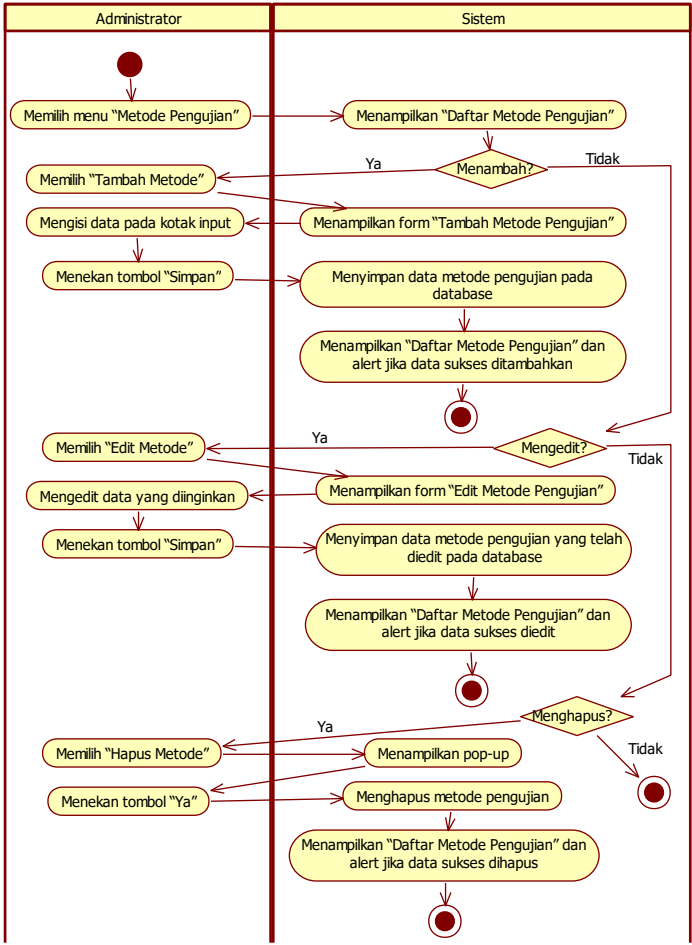 Administrator
Sistem
Memilih menu “Metode Pengujian”
Menampilkan “Daftar Metode Pengujian”
Menambah?
Ya
Tidak
Memilih “Tambah Metode”
Menampilkan form “Tambah Metode Pengujian”
Mengisi data pada kotak input
Menekan tombol “Simpan”
Menyimpan data metode pengujian pada
database
Menampilkan “Daftar Metode Pengujian” dan
alert jika data sukses ditambahkan
Mengedit?
Ya
Tidak
Memilih “Edit Metode”
Menampilkan form “Edit Metode Pengujian”
Mengedit data yang diinginkan
Menekan tombol “Simpan”
Menyimpan data metode pengujian yang telah
diedit pada database
Menampilkan “Daftar Metode Pengujian” dan
alert jika data sukses diedit
Menghapus?
Ya
Tidak
Memilih “Hapus Metode”
Menampilkan pop-up
Menekan tombol “Ya”
Menghapus metode pengujian
Menampilkan “Daftar Metode Pengujian” dan
alert jika data sukses dihapus